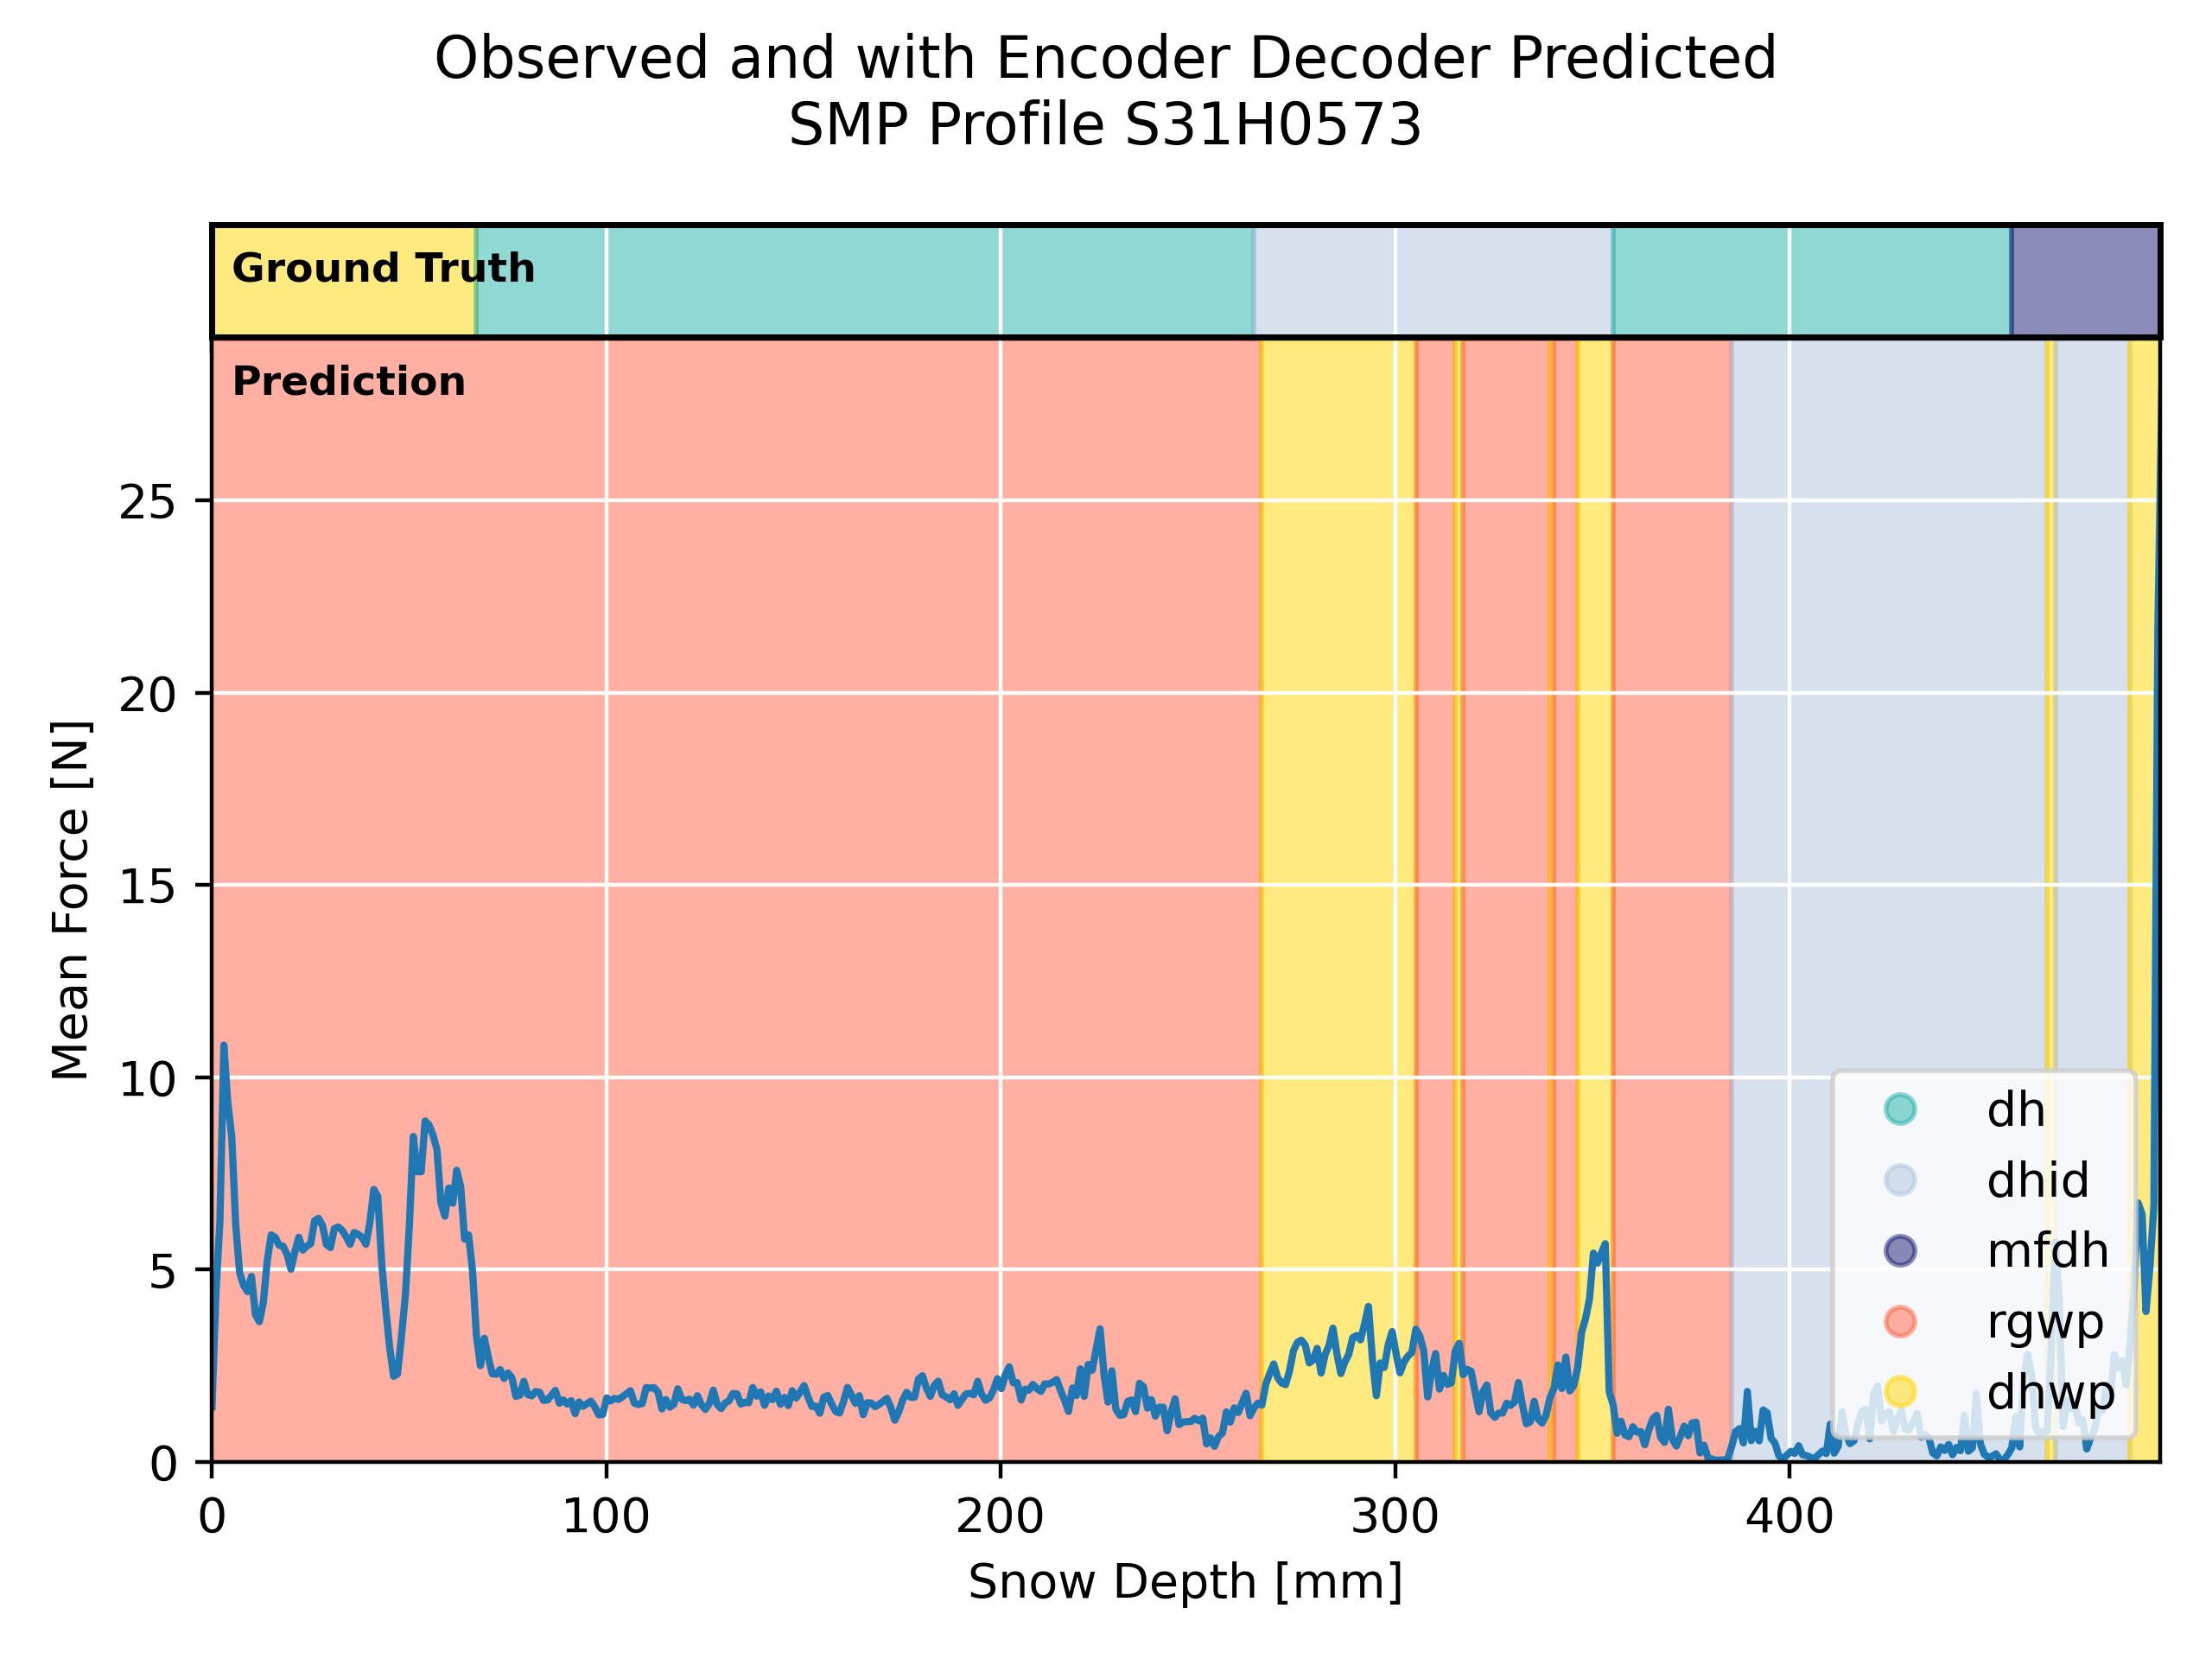 Observed and with Encoder Decoder Predicted
SMP Profile S31H0573
Ground Truth
Prediction
25
20
15
10
5
0
Mean Force [N]
dh
dhid
mfdh
rgwp
dhwp
0 100 200 300 400
Snow Depth [mm]